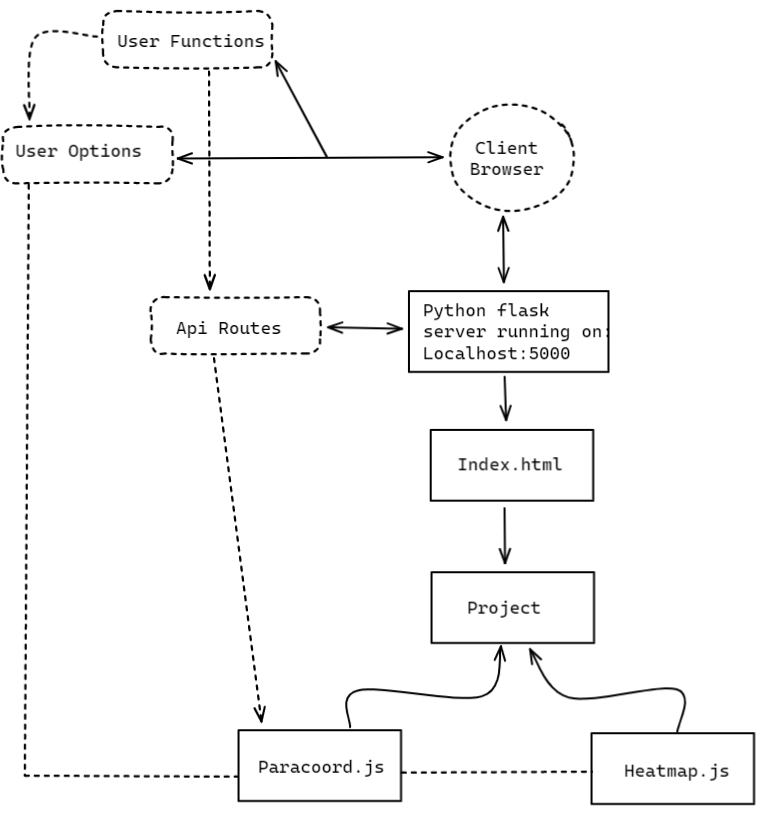 User Functions
User Options
Client
Browser
Api Routes
Python flask
server running on:
Localhost:5000
Index.html
Project
Paracoord.js
Heatmap.js